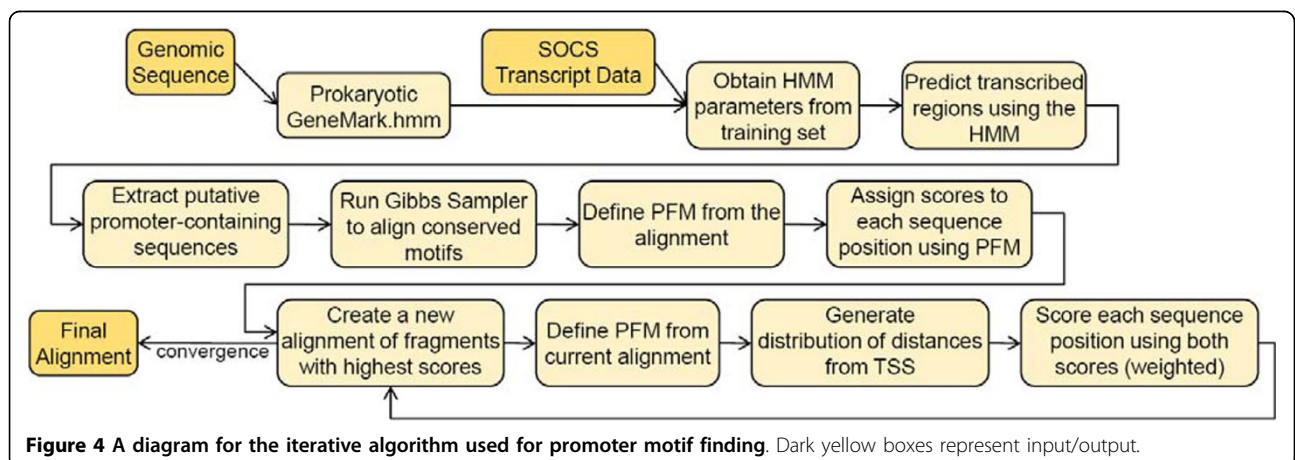 Genomic
Sequence
Prokaryotic
GeneMark.hmm
SOCS
Transcript Data
Obtain HMM
parameters from
training set
Predict transcribed
regions using the
HMM
Extract putative
promoter-containing
sequences
Run Gibbs Sampler
to align conserved
motifs
Define PFM from the
alignment
Assign scores to
each sequence
position using PFM
Final
Alignment
convergence
Create a new
alignment of fragments
with highest scores
Define PFM from
current alignment
Generate
distribution of distances
from TSS
Score each sequence
position using both
scores (weighted)
Figure 4 A diagram for the iterative algorithm used for promoter motif finding. Dark yellow boxes represent input/output.